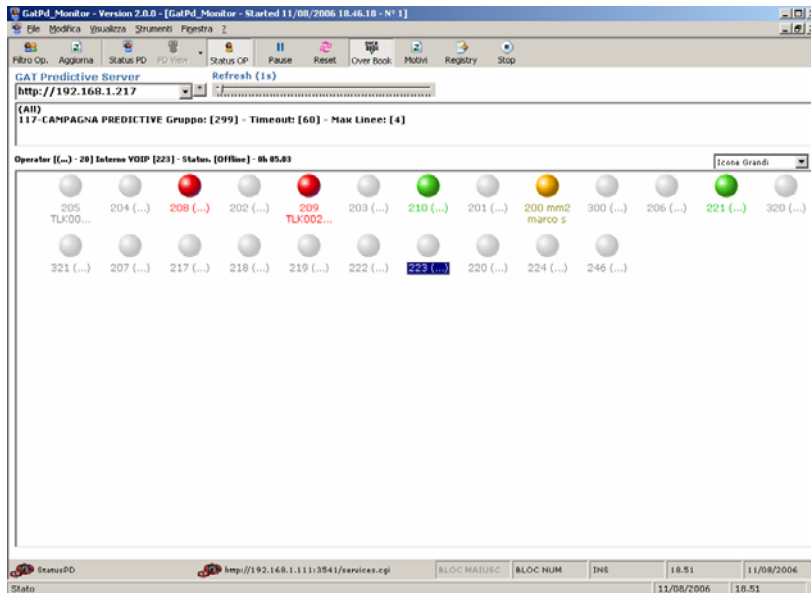 GatPd_Monitor - Version 2.0.0 - [GatPd_Monitor - Started 11/08/2006 18.46.18 - N° 1]
File Modifica Visualizza Strumenti Finestra ?
Filtro Op. Aggiorna Status PD PD View Status OP Pause Reset Over Book Motivi Registry Stop
GAT Predictive Server Refresh (1s)
http://192.168.1.217 *
(All)
117-CAMPAGNA PREDICTIVE Gruppo: [299] - Timeout: [60] - Max Linee: [4]
Operator [(...) - 20] Interno VOIP [223] - Status. [Offline] - 0h 05.03 Icone Grandi
205 204 (...) 208 (...) 202 (...) 209 203 (...) 210 (...) 201 (...) 200 mm2 300 (...) 206 (...) 221 (...) 320 (...)
TLK00... TLK002... marco s
321 (...) 207 (...) 217 (...) 218 (...) 219 (...) 222 (...) 223 (...) 220 (...) 224 (...) 246 (...)
StatusPD http://192.168.1.111:3541/services.cgi BLOC MAIUSC BLOC NUM INS 18.51 11/08/2006
Stato 11/08/2006 18.51